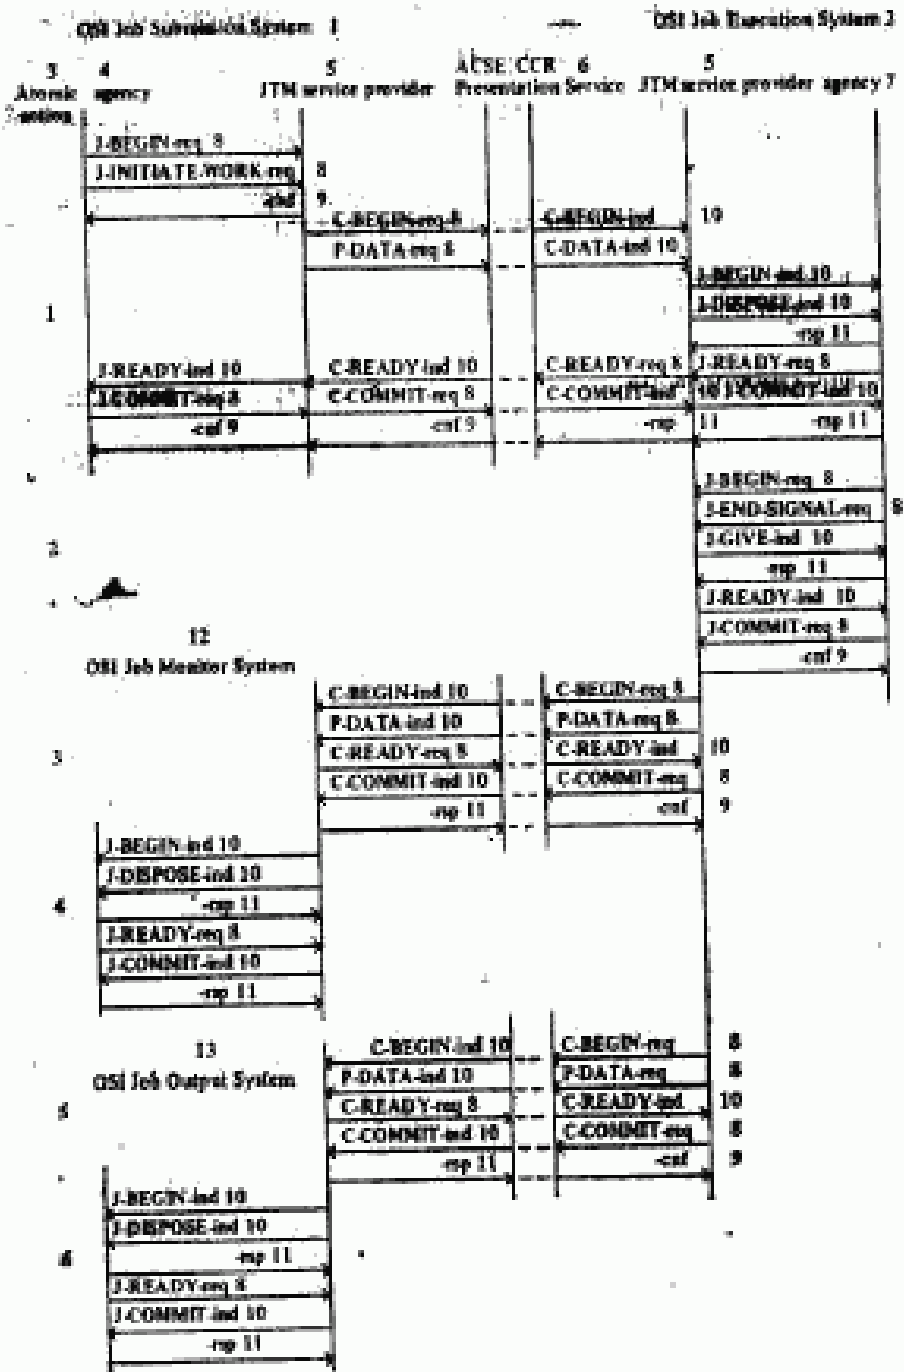 OSI Job Submission System 1
OSI Job Execution System 2
3 4 5 ACSE/CCR 6 5
Atomic action agency JTM service provider Presentation Service JTM service provider agency 7
J-BEGIN-req 8
J-INITIATE-WORK-req 8
9
C-BEGIN-req 8 C-BEGIN-ind 10
P-DATA-req 8 C-DATA-ind 10
J-BEGIN-ind 10
1
J-DISPOSE-ind 10
-rsp 11
J-READY-ind 10 C-READY-ind 10 C-READY-req 8 J-READY-req 8
J-COMMIT-req 8 C-COMMIT-req 8 C-COMMIT-ind 10 J-COMMIT-ind 10
-cnf 9 -cnf 9 -rsp 11 -rsp 11
J-BEGIN-req 8
J-END-SIGNAL-req 8
2
J-GIVE-ind 10
-rsp 11
J-READY-ind 10
J-COMMIT-req 8
-cnf 9
12
OSI Job Monitor System
C-BEGIN-ind 10 C-BEGIN-req 8
P-DATA-ind 10 P-DATA-req 8
3 C-READY-req 8 C-READY-ind 10
C-COMMIT-ind 10 C-COMMIT-req 8
-rsp 11 -cnf 9
J-BEGIN-ind 10
J-DISPOSE-ind 10
4 -rsp 11
J-READY-req 8
J-COMMIT-ind 10
-rsp 11
13
OSI Job Output System
C-BEGIN-ind 10 C-BEGIN-req 8
P-DATA-ind 10 P-DATA-req 8
5 C-READY-req 8 C-READY-ind 10
C-COMMIT-ind 10 C-COMMIT-req 8
-rsp 11 -cnf 9
J-BEGIN-ind 10
J-DISPOSE-ind 10
6 -rsp 11
J-READY-req 8
J-COMMIT-ind 10
-rsp 11